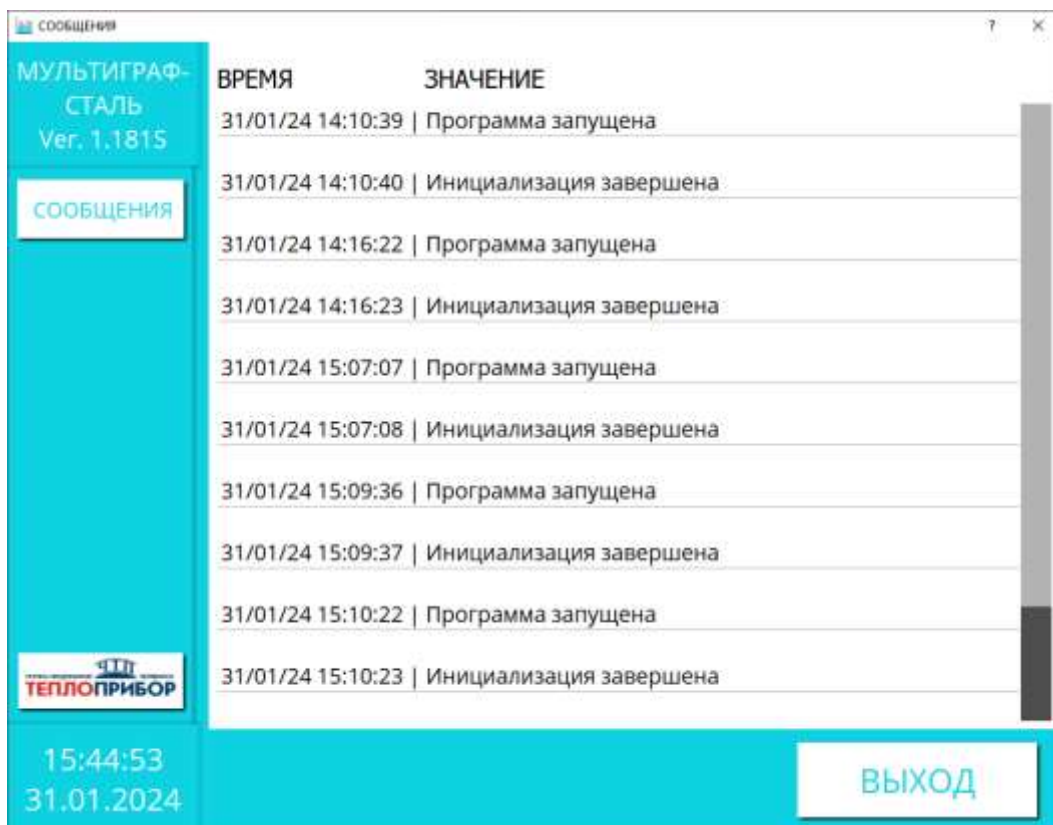 СООБЩЕНИЯ
МУЛЬТИГРАФ-
СТАЛЬ
Ver. 1.181S
СООБЩЕНИЯ
ВРЕМЯ ЗНАЧЕНИЕ
31/01/24 14:10:39 | Программа запущена
31/01/24 14:10:40 | Инициализация завершена
31/01/24 14:16:22 | Программа запущена
31/01/24 14:16:23 | Инициализация завершена
31/01/24 15:07:07 | Программа запущена
31/01/24 15:07:08 | Инициализация завершена
31/01/24 15:09:36 | Программа запущена
31/01/24 15:09:37 | Инициализация завершена
31/01/24 15:10:22 | Программа запущена
31/01/24 15:10:23 | Инициализация завершена
ТЕПЛОПРИБОР
15:44:53
31.01.2024
ВЫХОД